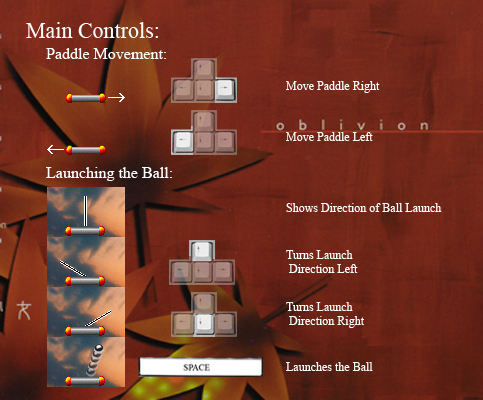 Main Controls:
Paddle Movement:
Move Paddle Right
oblivion
Move Paddle Left
Launching the Ball:
Shows Direction of Ball Launch
Turns Launch
Direction Left
Turns Launch
Direction Right
SPACE
Launches the Ball